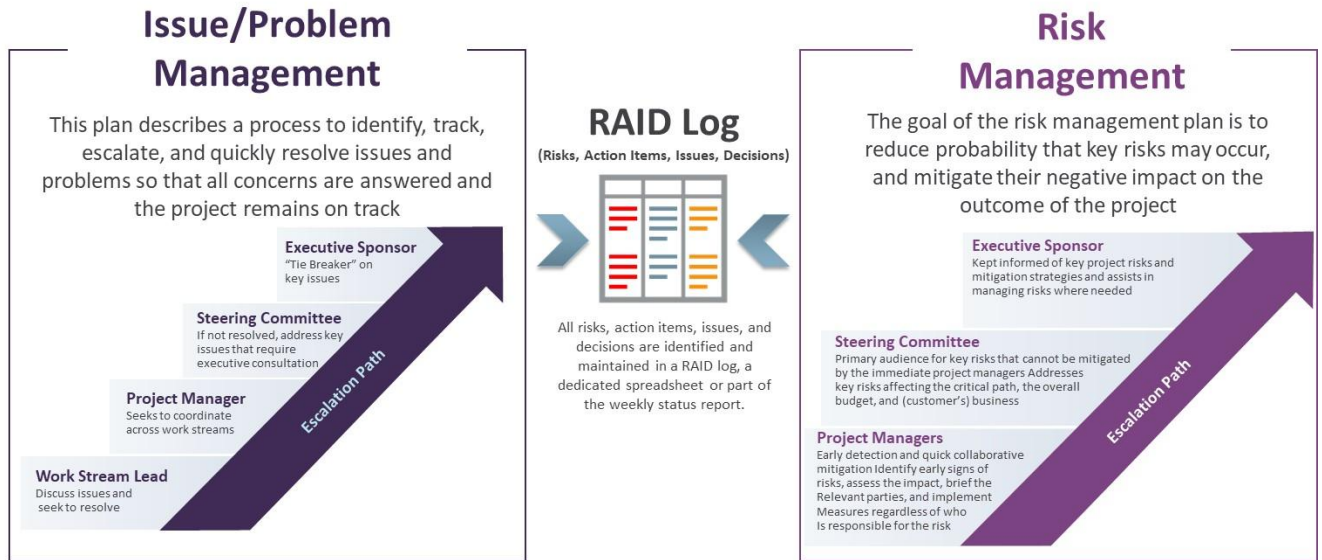 Issue/Problem
Management
This plan describes a process to identify, track,
escalate, and quickly resolve issues and
problems so that all concerns are answered and
the project remains on track
Executive Sponsor
"Tie Breaker" on
key issues
Steering Committee
If not resolved, address key
issues that require
executive consultation
Project Manager
Seeks to coordinate
across work streams
Work Stream Lead
Discuss issues and
seek to resolve
Escalation Path
RAID Log
(Risks, Action Items, Issues, Decisions)
All risks, action items, issues, and
decisions are identified and
maintained in a RAID log, a
dedicated spreadsheet or part of
the weekly status report.
Risk
Management
The goal of the risk management plan is to
reduce probability that key risks may occur,
and mitigate their negative impact on the
outcome of the project
Executive Sponsor
Kept informed of key project risks and
mitigation strategies and assists in
managing risks where needed
Steering Committee
Primary audience for key risks that cannot be mitigated
by the immediate project managers Addresses
key risks affecting the critical path, the overall
budget, and (customer's) business
Project Managers
Early detection and quick collaborative
mitigation Identify early signs of
risks, assess the impact, brief the
Relevant parties, and implement
Measures regardless of who
Is responsible for the risk
Escalation Path